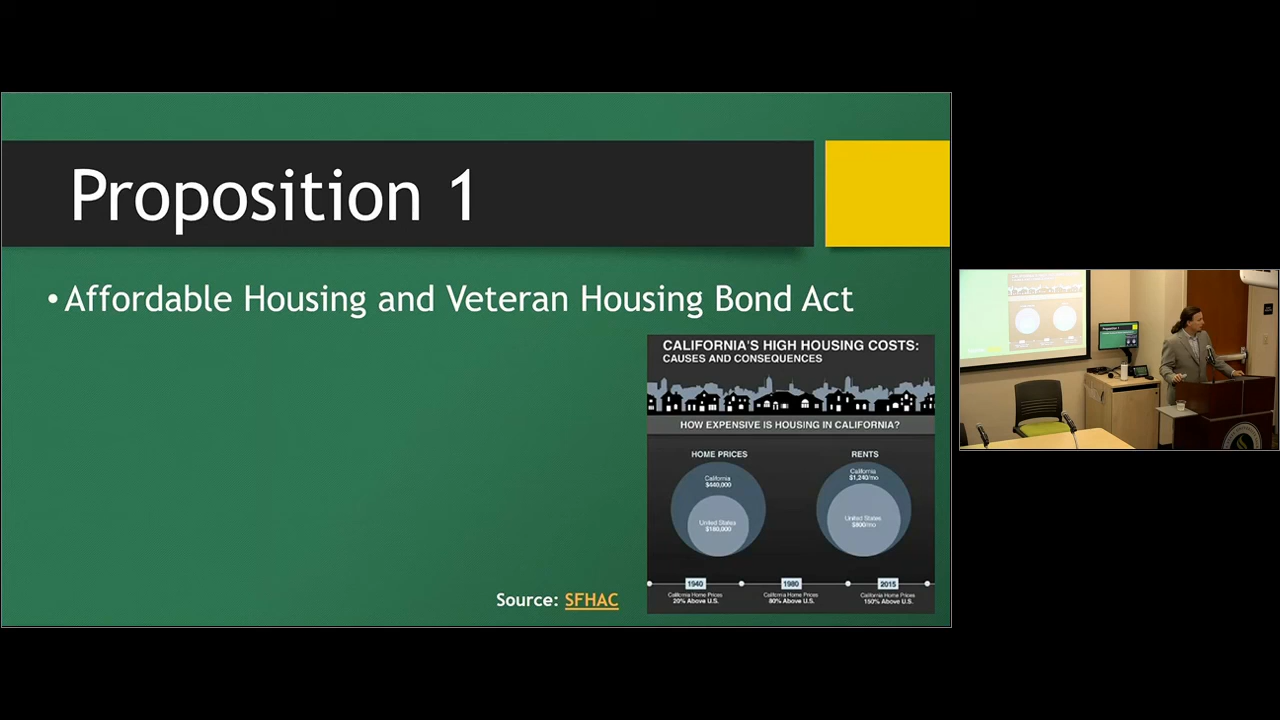 Proposition 1
• Affordable Housing and Veteran Housing Bond Act
CALIFORNIA'S HIGH HOUSING COSTS:
CAUSES AND CONSEQUENCES
HOW EXPENSIVE IS HOUSING IN CALIFORNIA?
HOME PRICES
RENTS
California
$440,000
United States
$180,000
California
$1,240/mo
United States
$800/mo
1940
1980
2015
California Home Prices
20% Above U.S.
California Home Prices
80% Above U.S.
California Home Prices
150% Above U.S.
Source: SFHAC
Proposition 1